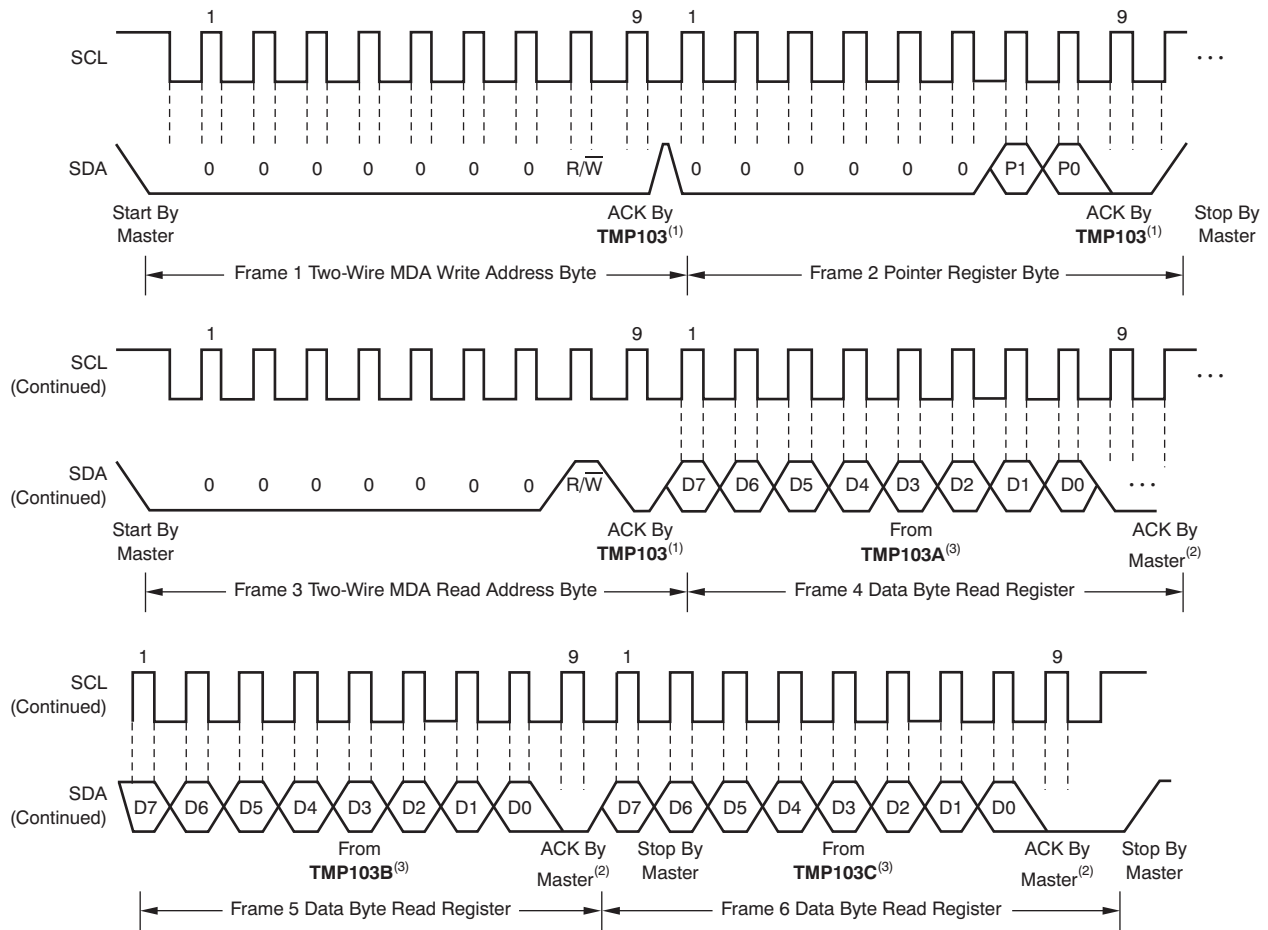 1 9 1 9
SCL ···
SDA 0 0 0 0 0 0 0 R/W̅ 0 0 0 0 0 0 P1 P0
Start By Master
ACK By TMP103(1)
ACK By TMP103(1)
Stop By Master
Frame 1 Two-Wire MDA Write Address Byte
Frame 2 Pointer Register Byte
1 9 1 9
SCL (Continued) ···
SDA (Continued) 0 0 0 0 0 0 0 R/W̅ D7 D6 D5 D4 D3 D2 D1 D0 ···
Start By Master
ACK By TMP103(1)
From TMP103A(3)
ACK By Master(2)
Frame 3 Two-Wire MDA Read Address Byte
Frame 4 Data Byte Read Register
1 9 1 9
SCL (Continued)
SDA (Continued) D7 D6 D5 D4 D3 D2 D1 D0 D7 D6 D5 D4 D3 D2 D1 D0
From TMP103B(3)
ACK By Master(2)
Stop By Master
From TMP103C(3)
ACK By Master(2)
Stop By Master
Frame 5 Data Byte Read Register
Frame 6 Data Byte Read Register